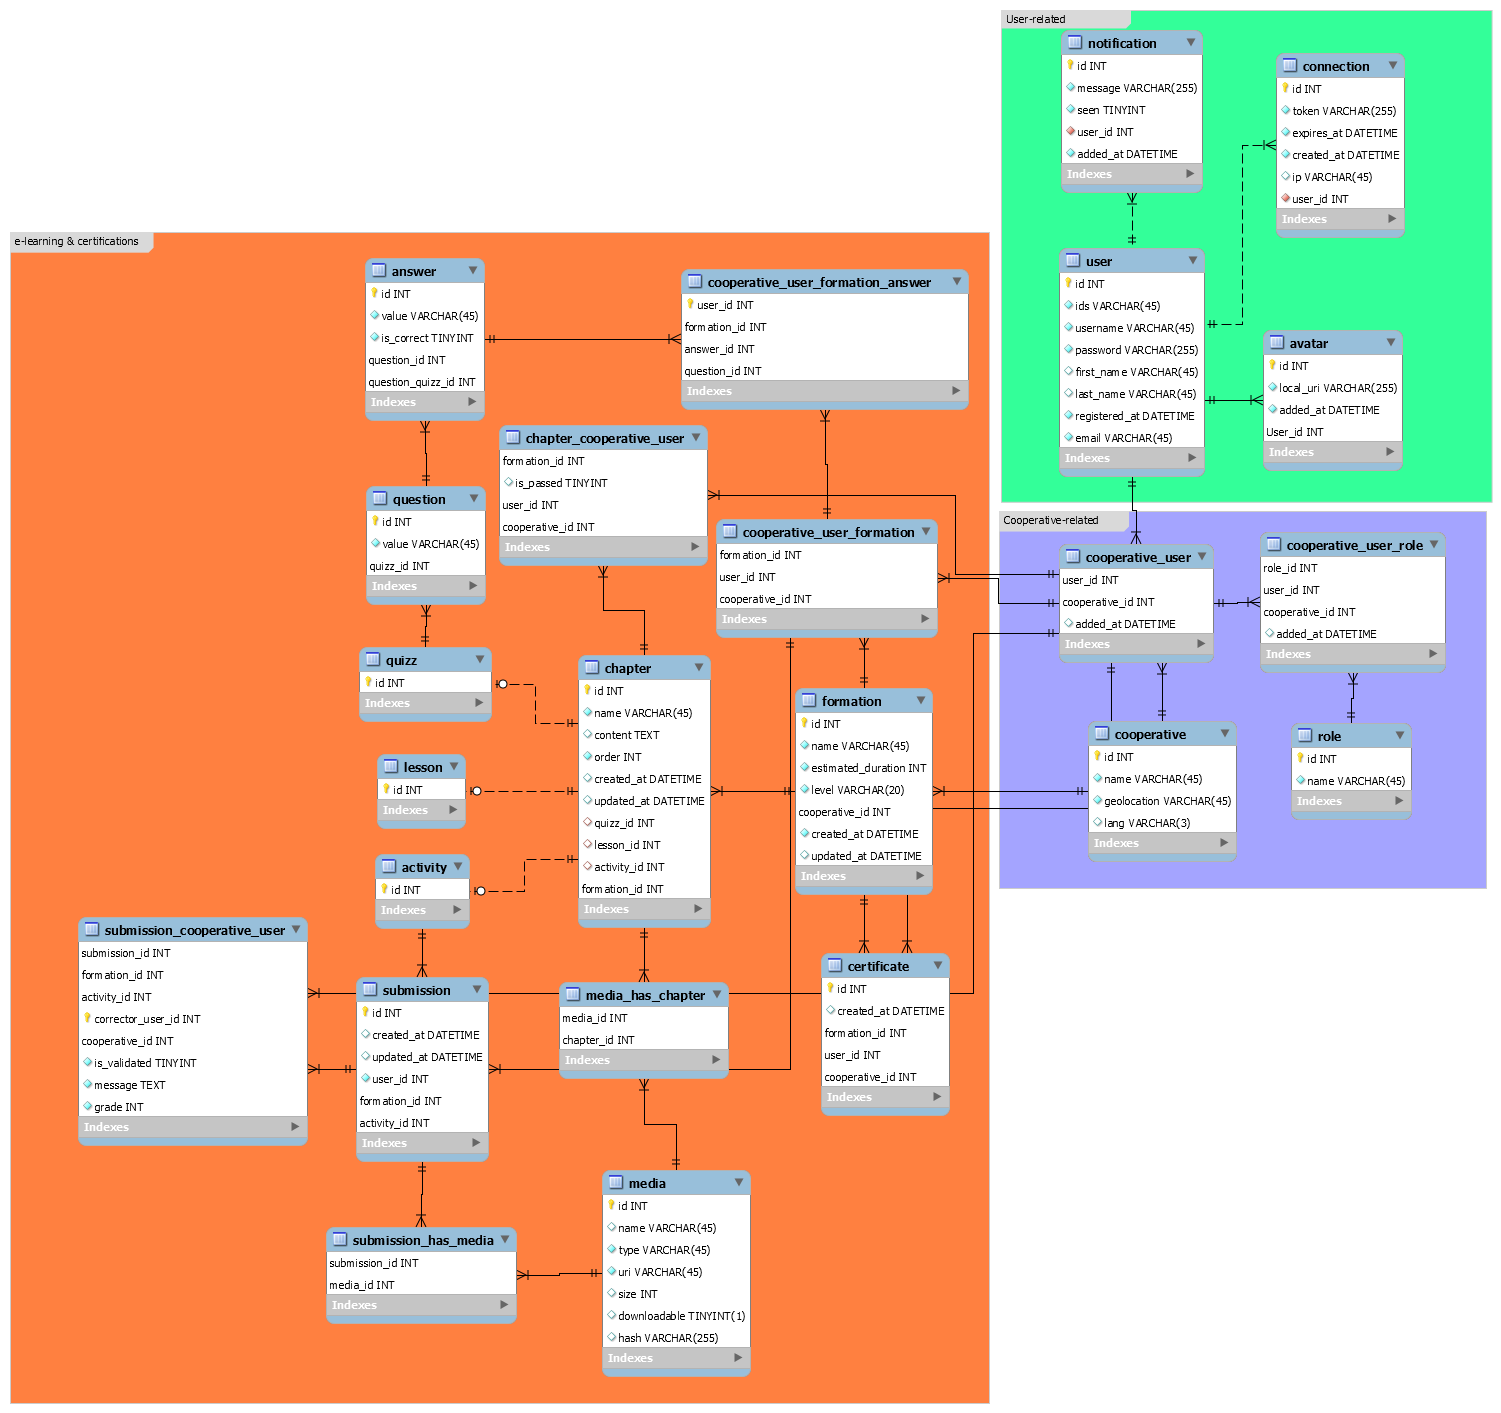 User-related
notification
id INT
message VARCHAR(255)
seen TINYINT
user_id INT
added_at DATETIME
Indexes
connection
id INT
token VARCHAR(255)
expires_at DATETIME
created_at DATETIME
ip VARCHAR(45)
user_id INT
Indexes
user
id INT
ids VARCHAR(45)
username VARCHAR(45)
password VARCHAR(255)
first_name VARCHAR(45)
last_name VARCHAR(45)
registered_at DATETIME
email VARCHAR(45)
Indexes
avatar
id INT
local_uri VARCHAR(255)
added_at DATETIME
User_id INT
Indexes
e-learning & certifications
answer
id INT
value VARCHAR(45)
is_correct TINYINT
question_id INT
question_quizz_id INT
Indexes
cooperative_user_formation_answer
user_id INT
formation_id INT
answer_id INT
question_id INT
Indexes
chapter_cooperative_user
formation_id INT
is_passed TINYINT
user_id INT
cooperative_id INT
Indexes
question
id INT
value VARCHAR(45)
quizz_id INT
Indexes
cooperative_user_formation
formation_id INT
user_id INT
cooperative_id INT
Indexes
quizz
id INT
Indexes
chapter
id INT
name VARCHAR(45)
content TEXT
order INT
created_at DATETIME
updated_at DATETIME
quizz_id INT
lesson_id INT
activity_id INT
formation_id INT
Indexes
formation
id INT
name VARCHAR(45)
estimated_duration INT
level VARCHAR(20)
cooperative_id INT
created_at DATETIME
updated_at DATETIME
Indexes
lesson
id INT
Indexes
activity
id INT
Indexes
submission_cooperative_user
submission_id INT
formation_id INT
activity_id INT
corrector_user_id INT
cooperative_id INT
is_validated TINYINT
message TEXT
grade INT
Indexes
submission
id INT
created_at DATETIME
updated_at DATETIME
user_id INT
formation_id INT
activity_id INT
Indexes
media_has_chapter
media_id INT
chapter_id INT
Indexes
certificate
id INT
created_at DATETIME
formation_id INT
user_id INT
cooperative_id INT
Indexes
media
id INT
name VARCHAR(45)
type VARCHAR(45)
uri VARCHAR(45)
size INT
downloadable TINYINT(1)
hash VARCHAR(255)
Indexes
submission_has_media
submission_id INT
media_id INT
Indexes
Cooperative-related
cooperative_user
user_id INT
cooperative_id INT
added_at DATETIME
Indexes
cooperative_user_role
role_id INT
user_id INT
cooperative_id INT
added_at DATETIME
Indexes
cooperative
id INT
name VARCHAR(45)
geolocation VARCHAR(45)
lang VARCHAR(3)
Indexes
role
id INT
name VARCHAR(45)
Indexes